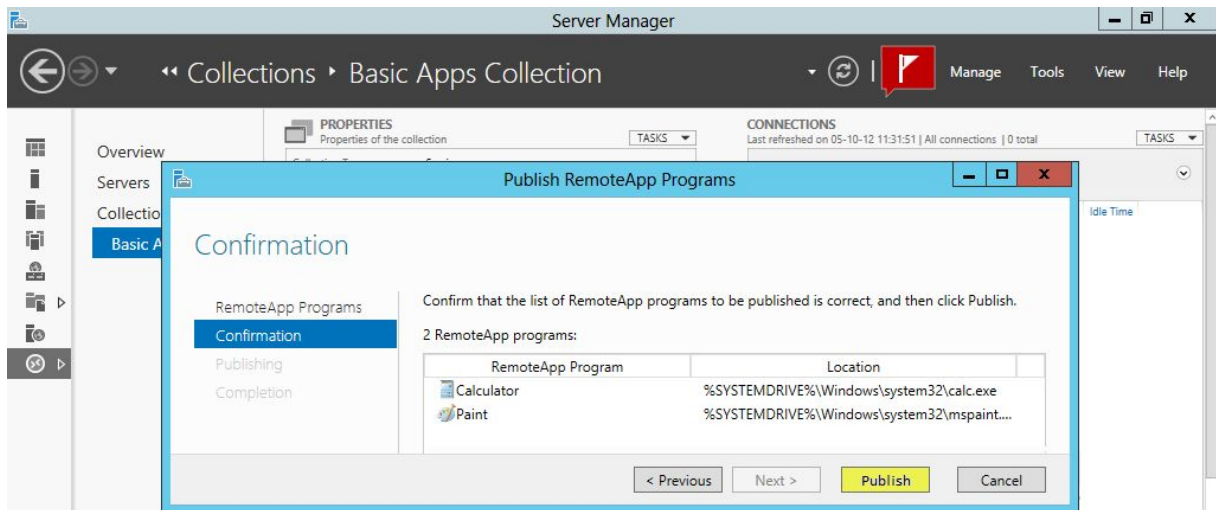 Server Manager
Collections Basic Apps Collection
Manage Tools View Help
PROPERTIES
Properties of the collection
TASKS
CONNECTIONS
Last refreshed on 05-10-12 11:31:51 | All connections | 0 total
TASKS
Overview
Servers
Collectio
Basic A
Idle Time
Publish RemoteApp Programs
Confirmation
RemoteApp Programs
Confirmation
Publishing
Completion
Confirm that the list of RemoteApp programs to be published is correct, and then click Publish.
2 RemoteApp programs:
RemoteApp Program Location
Calculator %SYSTEMDRIVE%\Windows\system32\calc.exe
Paint %SYSTEMDRIVE%\Windows\system32\mspaint....
< Previous Next > Publish Cancel